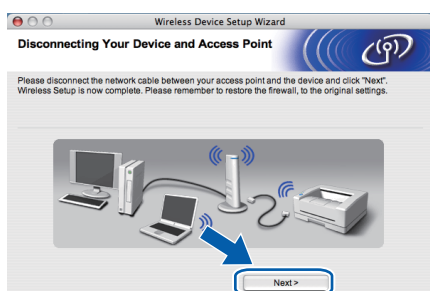 Wireless Device Setup Wizard
Disconnecting Your Device and Access Point
Please disconnect the network cable between your access point and the device and click "Next".
Wireless Setup is now complete. Please remember to restore the firewall, to the original settings.
Next >